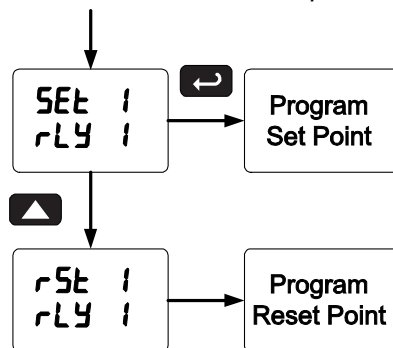 SEt 1
rLY 1
Program
Set Point
rSt 1
rLY 1
Program
Reset Point